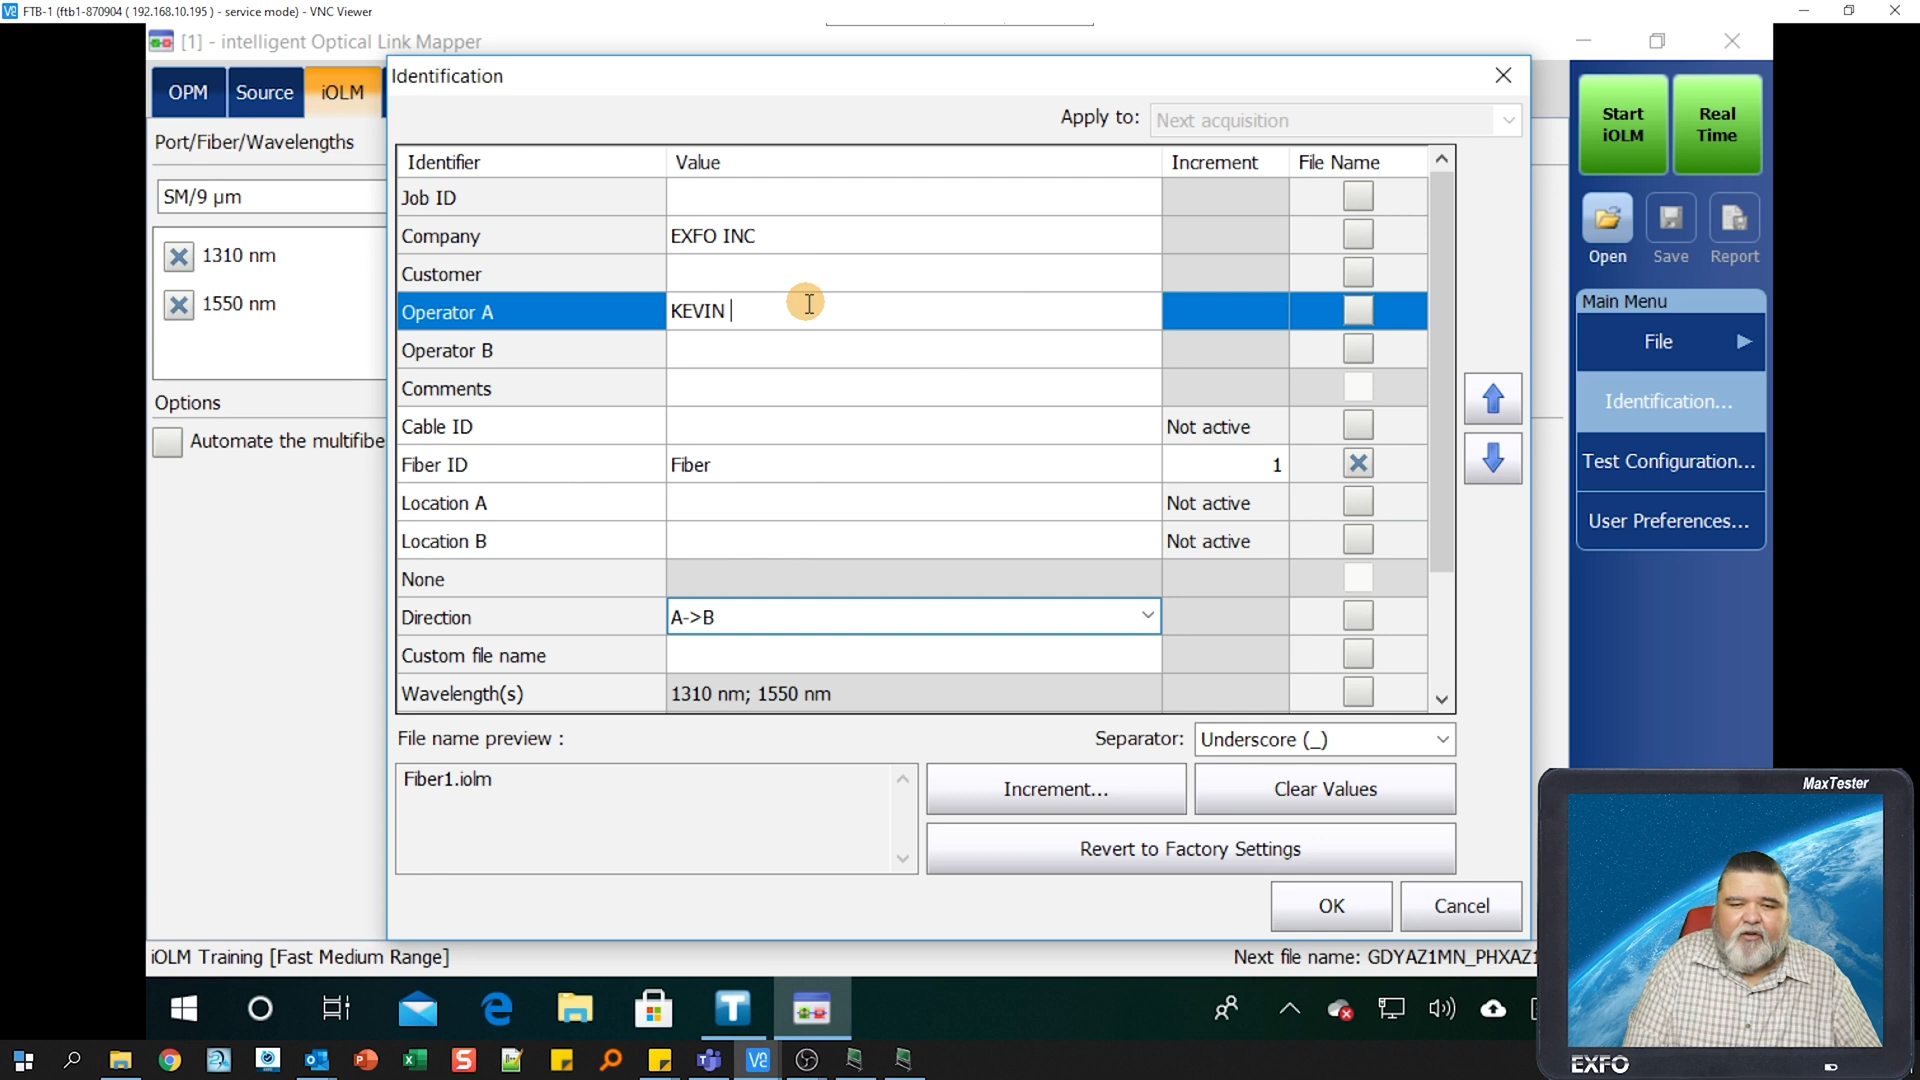 FTB-1 (ftb1-870904 ( 192.168.10.195 ) - service mode) - VNC Viewer
[1] - intelligent Optical Link Mapper
OPM
Source
iOLM
Port/Fiber/Wavelengths
SM/9 µm
1310 nm
1550 nm
Options
Automate the multifibe
Identification
Apply to: Next acquisition
Identifier Value Increment File Name
Job ID
Company EXFO INC
Customer
Operator A KEVIN
Operator B
Comments
Cable ID Not active
Fiber ID Fiber 1
Location A Not active
Location B Not active
None
Direction A->B
Custom file name
Wavelength(s) 1310 nm; 1550 nm
File name preview :
Separator: Underscore (_)
Fiber1.iolm
Increment...
Clear Values
Revert to Factory Settings
OK
Cancel
Start
iOLM
Real
Time
Open
Save
Report
Main Menu
File
Identification...
Test Configuration...
User Preferences...
iOLM Training [Fast Medium Range]
Next file name: GDYAZ1MN_PHXAZ1
MaxTester
EXFO